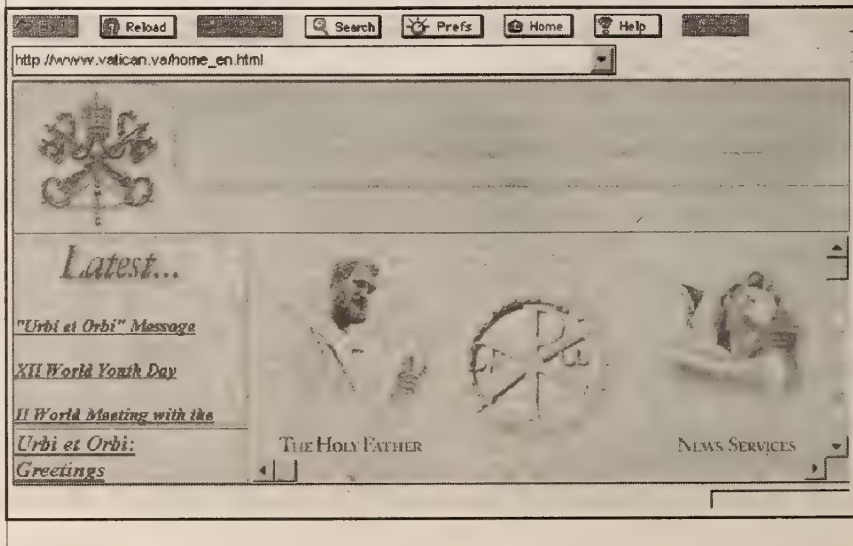 Reload Search Prefs Home Help
http://www.vatican.va/home_en.html
Latest...
"Urbi et Orbi" Message
XII World Youth Day
II World Meeting with the
Urbi et Orbi:
Greetings
THE HOLY FATHER
NEWS SERVICES